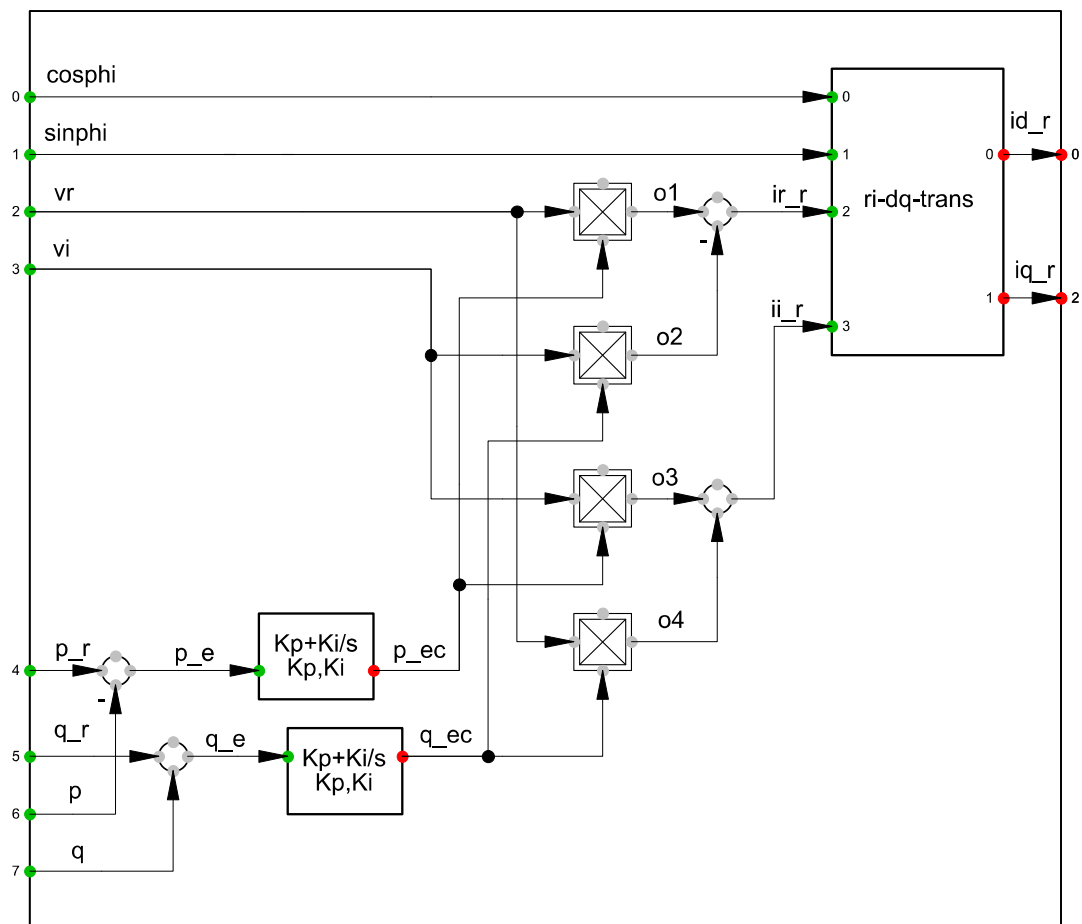 cosphi
0
0
sinphi
id_r
1
1
0
0
vr
o1
ir_r
ri-dq-trans
2
2
vi
-
3
iq_r
ii_r
1
2
3
o2
o3
o4
Kp+Ki/s
p_r
p_e
Kp,Ki
p_ec
4
-
q_r
q_e
q_ec
5
Kp+Ki/s
Kp,Ki
p
6
q
7